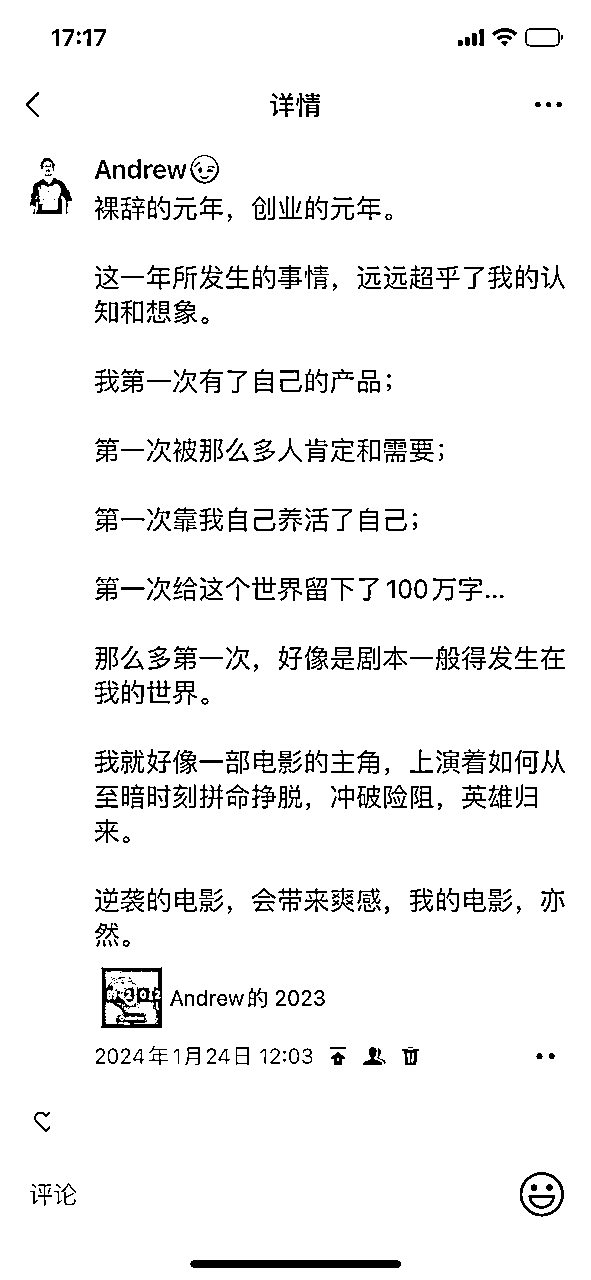 17:17
详情
Andrew😉
裸辞的元年，创业的元年。
这一年所发生的事情，远远超乎了我的认
知和想象。
我第一次有了自己的产品；
第一次被那么多人肯定和需要；
第一次靠我自己养活了自己；
第一次给这个世界留下了100万字...
那么多第一次，好像是剧本一般得发生在
我的世界。
我就好像一部电影的主角，上演着如何从
至暗时刻拼命挣脱，冲破险阻，英雄归
来。
逆袭的电影，会带来爽感，我的电影，亦
然。
Andrew的 2023
2024年1月24日 12:03
评论